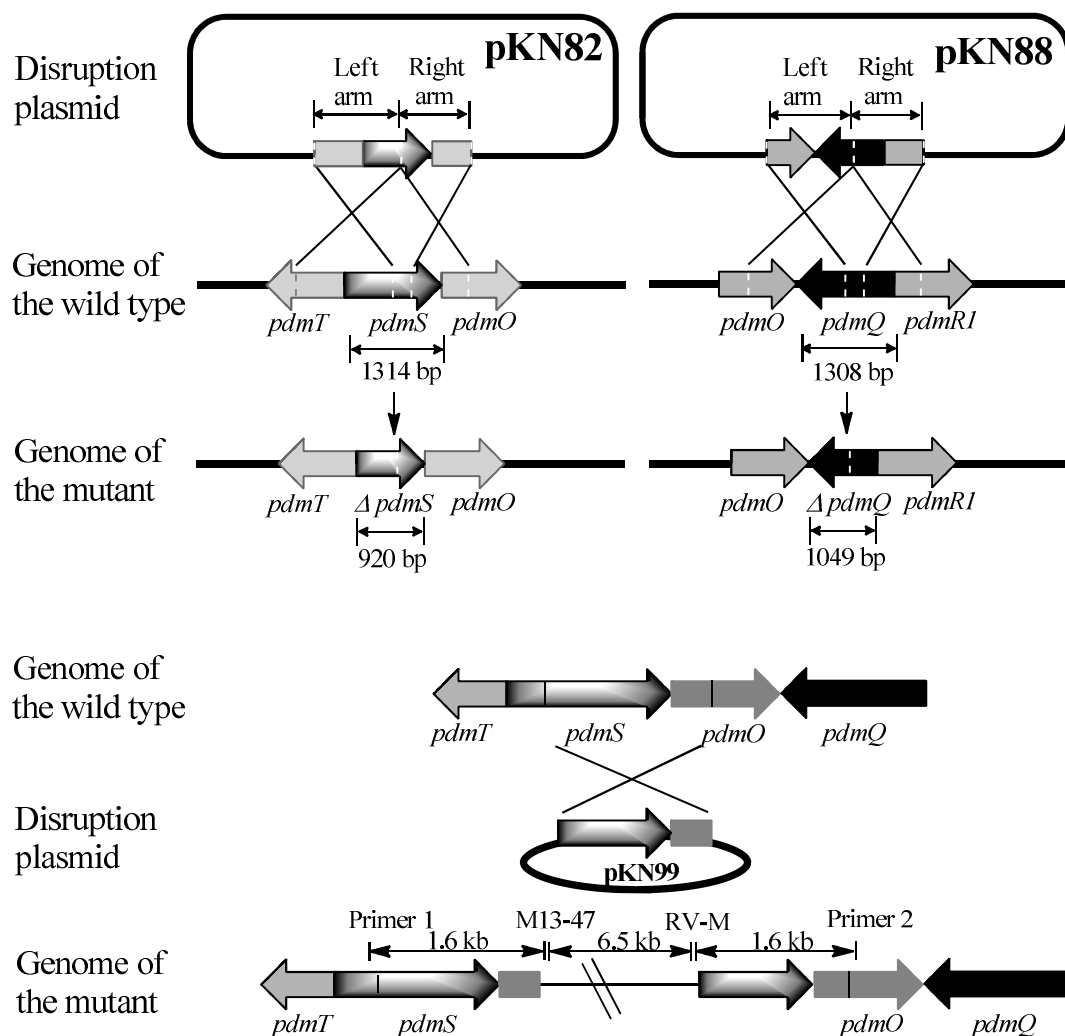 pKN82
pKN88
Disruption
plasmid
Left
arm
Right
arm
Left
arm
Right
arm
Genome of
the wild type
pdmT
pdmS
pdmO
pdmO
pdmQ
pdmR1
1314 bp
1308 bp
Genome of
the mutant
pdmT
Δ pdmS
pdmO
pdmO
Δ pdmQ
pdmR1
920 bp
1049 bp
Genome of
the wild type
pdmT
pdmS
pdmO
pdmQ
Disruption
plasmid
pKN99
Primer 1
M13-47
RV-M
Primer 2
1.6 kb
6.5 kb
1.6 kb
Genome of
the mutant
pdmT
pdmS
pdmO
pdmQ